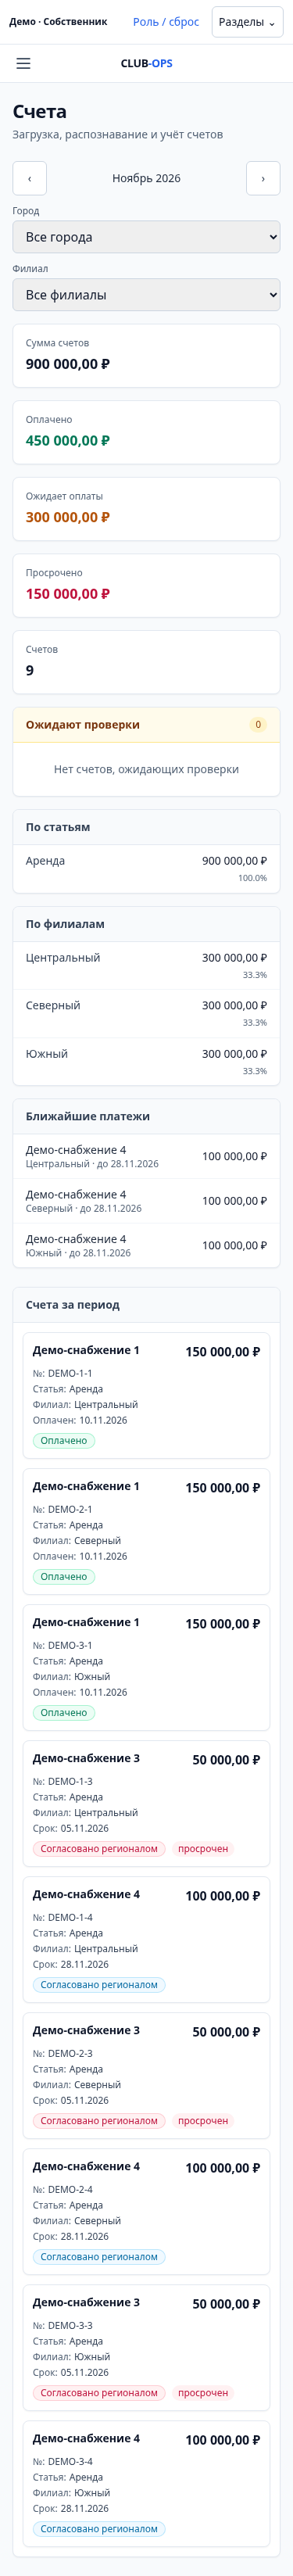 Демо · Собственник
Роль / сброс
Разделы ⌄
CLUB-OPS
Счета
Загрузка, распознавание и учёт счетов
‹
Ноябрь 2026
›
Город
Все города
Филиал
Все филиалы
Сумма счетов
900 000,00 ₽
Оплачено
450 000,00 ₽
Ожидает оплаты
300 000,00 ₽
Просрочено
150 000,00 ₽
Счетов
9
Ожидают проверки 0
Нет счетов, ожидающих проверки
По статьям
Аренда 900 000,00 ₽
100.0%
По филиалам
Центральный 300 000,00 ₽
33.3%
Северный 300 000,00 ₽
33.3%
Южный 300 000,00 ₽
33.3%
Ближайшие платежи
Демо-снабжение 4 100 000,00 ₽
Центральный · до 28.11.2026
Демо-снабжение 4 100 000,00 ₽
Северный · до 28.11.2026
Демо-снабжение 4 100 000,00 ₽
Южный · до 28.11.2026
Счета за период
Демо-снабжение 1 150 000,00 ₽
№: DEMO-1-1
Статья: Аренда
Филиал: Центральный
Оплачен: 10.11.2026
Оплачено
Демо-снабжение 1 150 000,00 ₽
№: DEMO-2-1
Статья: Аренда
Филиал: Северный
Оплачен: 10.11.2026
Оплачено
Демо-снабжение 1 150 000,00 ₽
№: DEMO-3-1
Статья: Аренда
Филиал: Южный
Оплачен: 10.11.2026
Оплачено
Демо-снабжение 3 50 000,00 ₽
№: DEMO-1-3
Статья: Аренда
Филиал: Центральный
Срок: 05.11.2026
Согласовано регионалом просрочен
Демо-снабжение 4 100 000,00 ₽
№: DEMO-1-4
Статья: Аренда
Филиал: Центральный
Срок: 28.11.2026
Согласовано регионалом
Демо-снабжение 3 50 000,00 ₽
№: DEMO-2-3
Статья: Аренда
Филиал: Северный
Срок: 05.11.2026
Согласовано регионалом просрочен
Демо-снабжение 4 100 000,00 ₽
№: DEMO-2-4
Статья: Аренда
Филиал: Северный
Срок: 28.11.2026
Согласовано регионалом
Демо-снабжение 3 50 000,00 ₽
№: DEMO-3-3
Статья: Аренда
Филиал: Южный
Срок: 05.11.2026
Согласовано регионалом просрочен
Демо-снабжение 4 100 000,00 ₽
№: DEMO-3-4
Статья: Аренда
Филиал: Южный
Срок: 28.11.2026
Согласовано регионалом